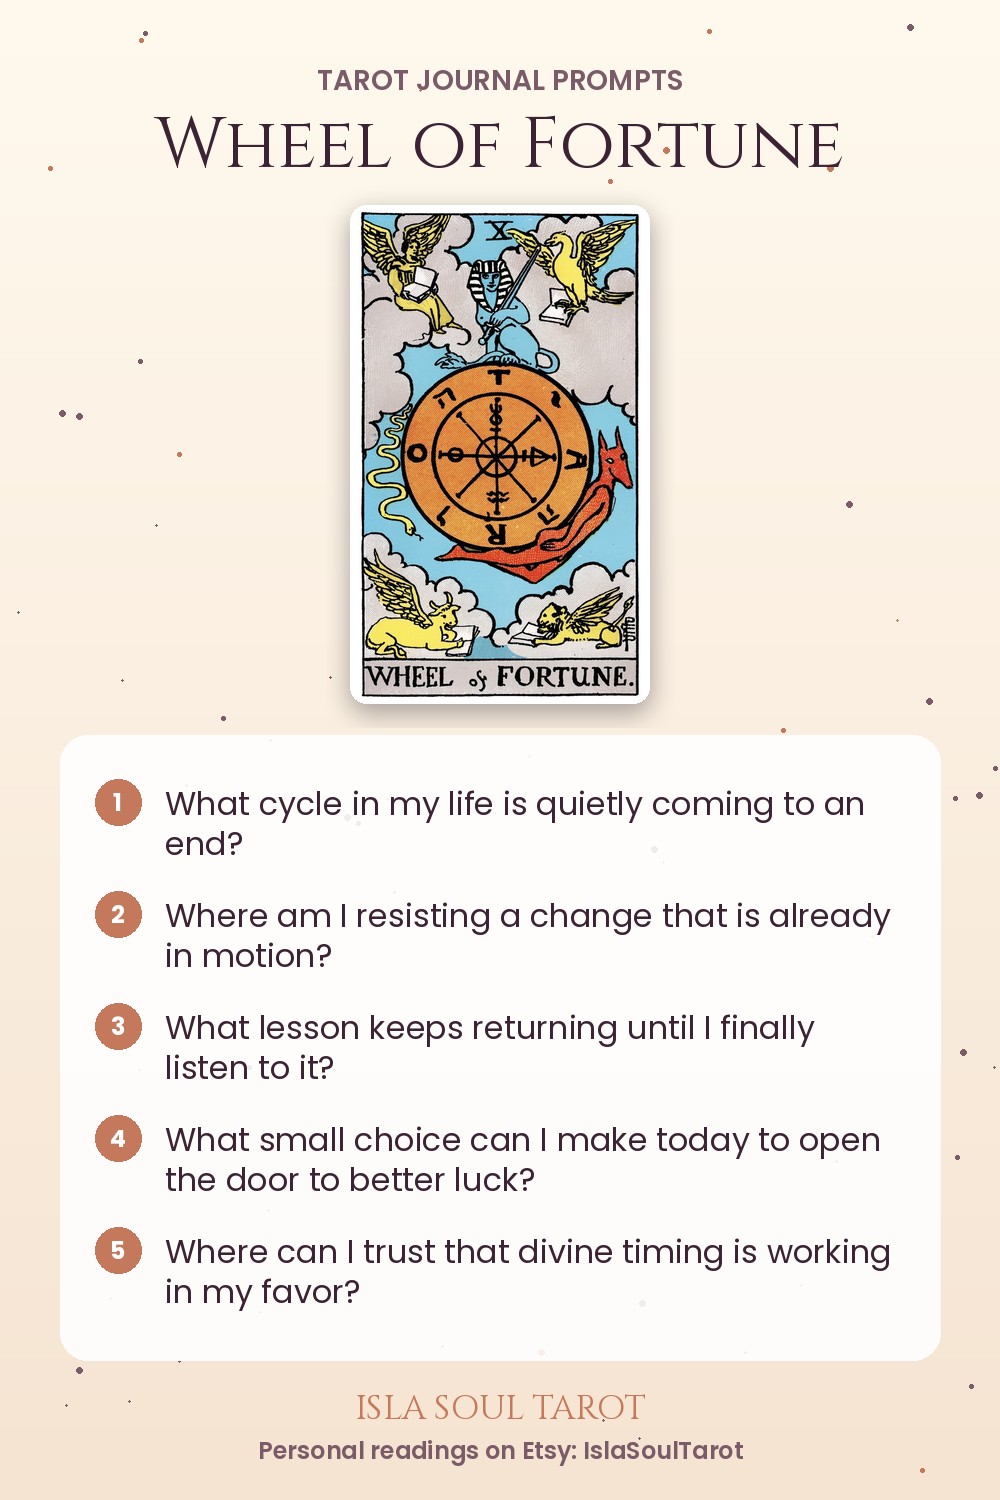 TAROT JOURNAL PROMPTS
WHEEL OF FORTUNE
X
T
A
R
O
ה
ו
ה
י
WHEEL of FORTUNE.
1 What cycle in my life is quietly coming to an
end?
2 Where am I resisting a change that is already
in motion?
3 What lesson keeps returning until I finally
listen to it?
4 What small choice can I make today to open
the door to better luck?
5 Where can I trust that divine timing is working
in my favor?
ISLA SOUL TAROT
Personal readings on Etsy: IslaSoulTarot